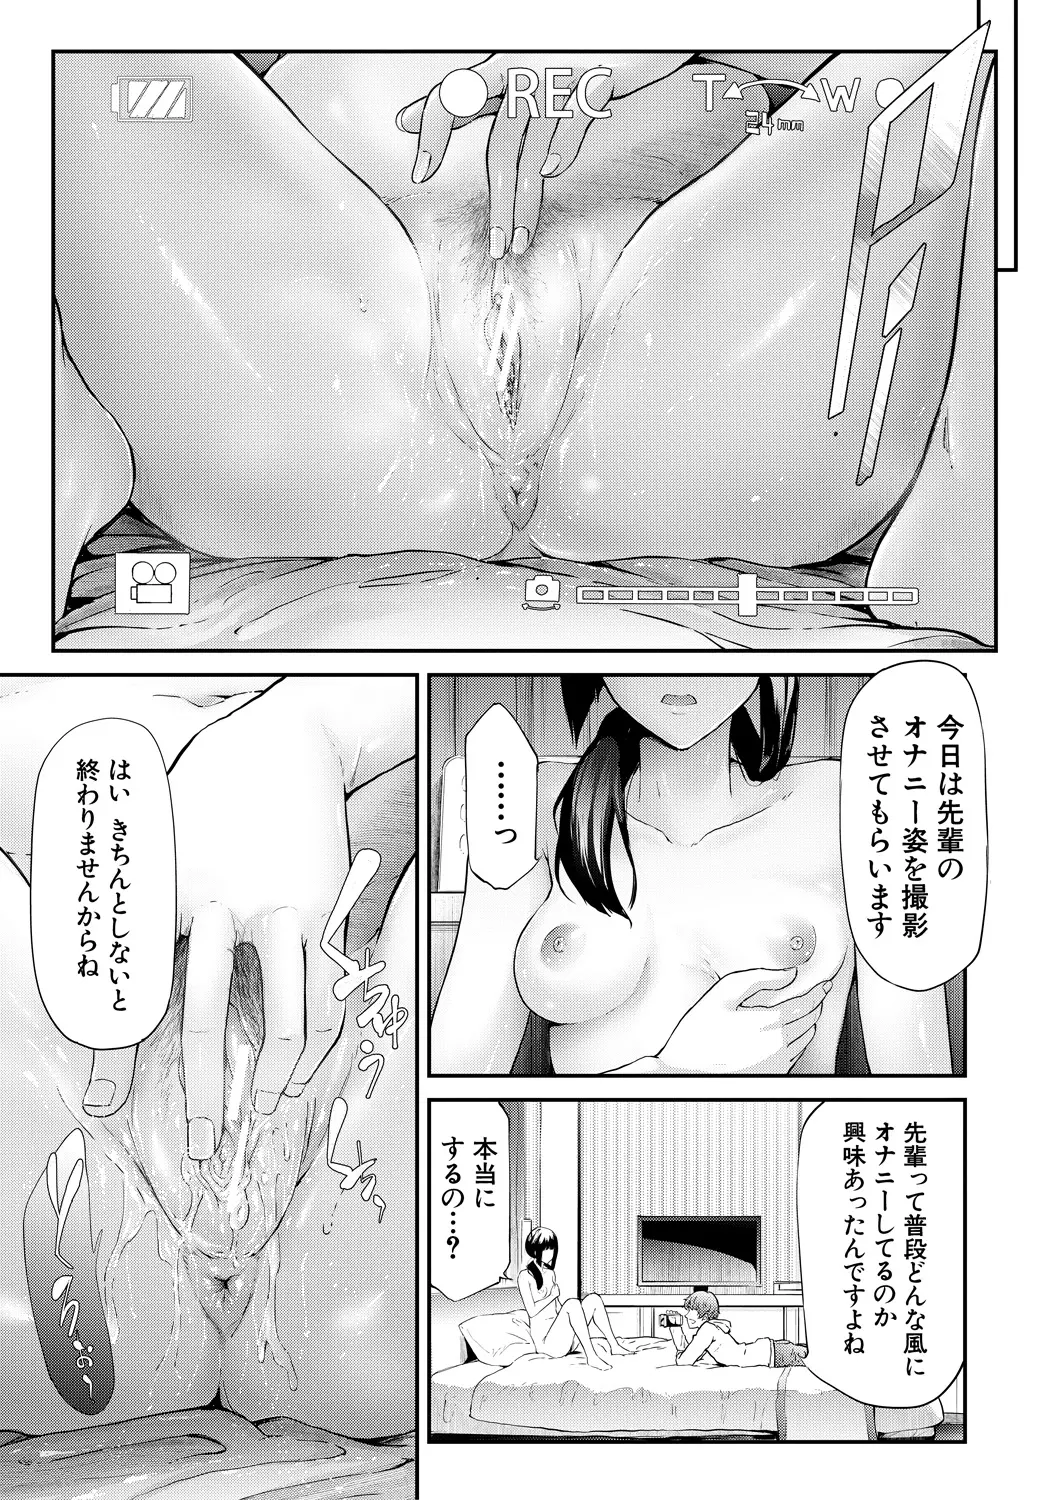 REC
T W
24mm
今日は先輩の
オナニー姿を撮影
させてもらいます
……っ
先輩って普段どんな風に
オナニーしてるのか
興味あったんですよね
本当に
するの…?
はい きちんとしないと
終わりませんからね